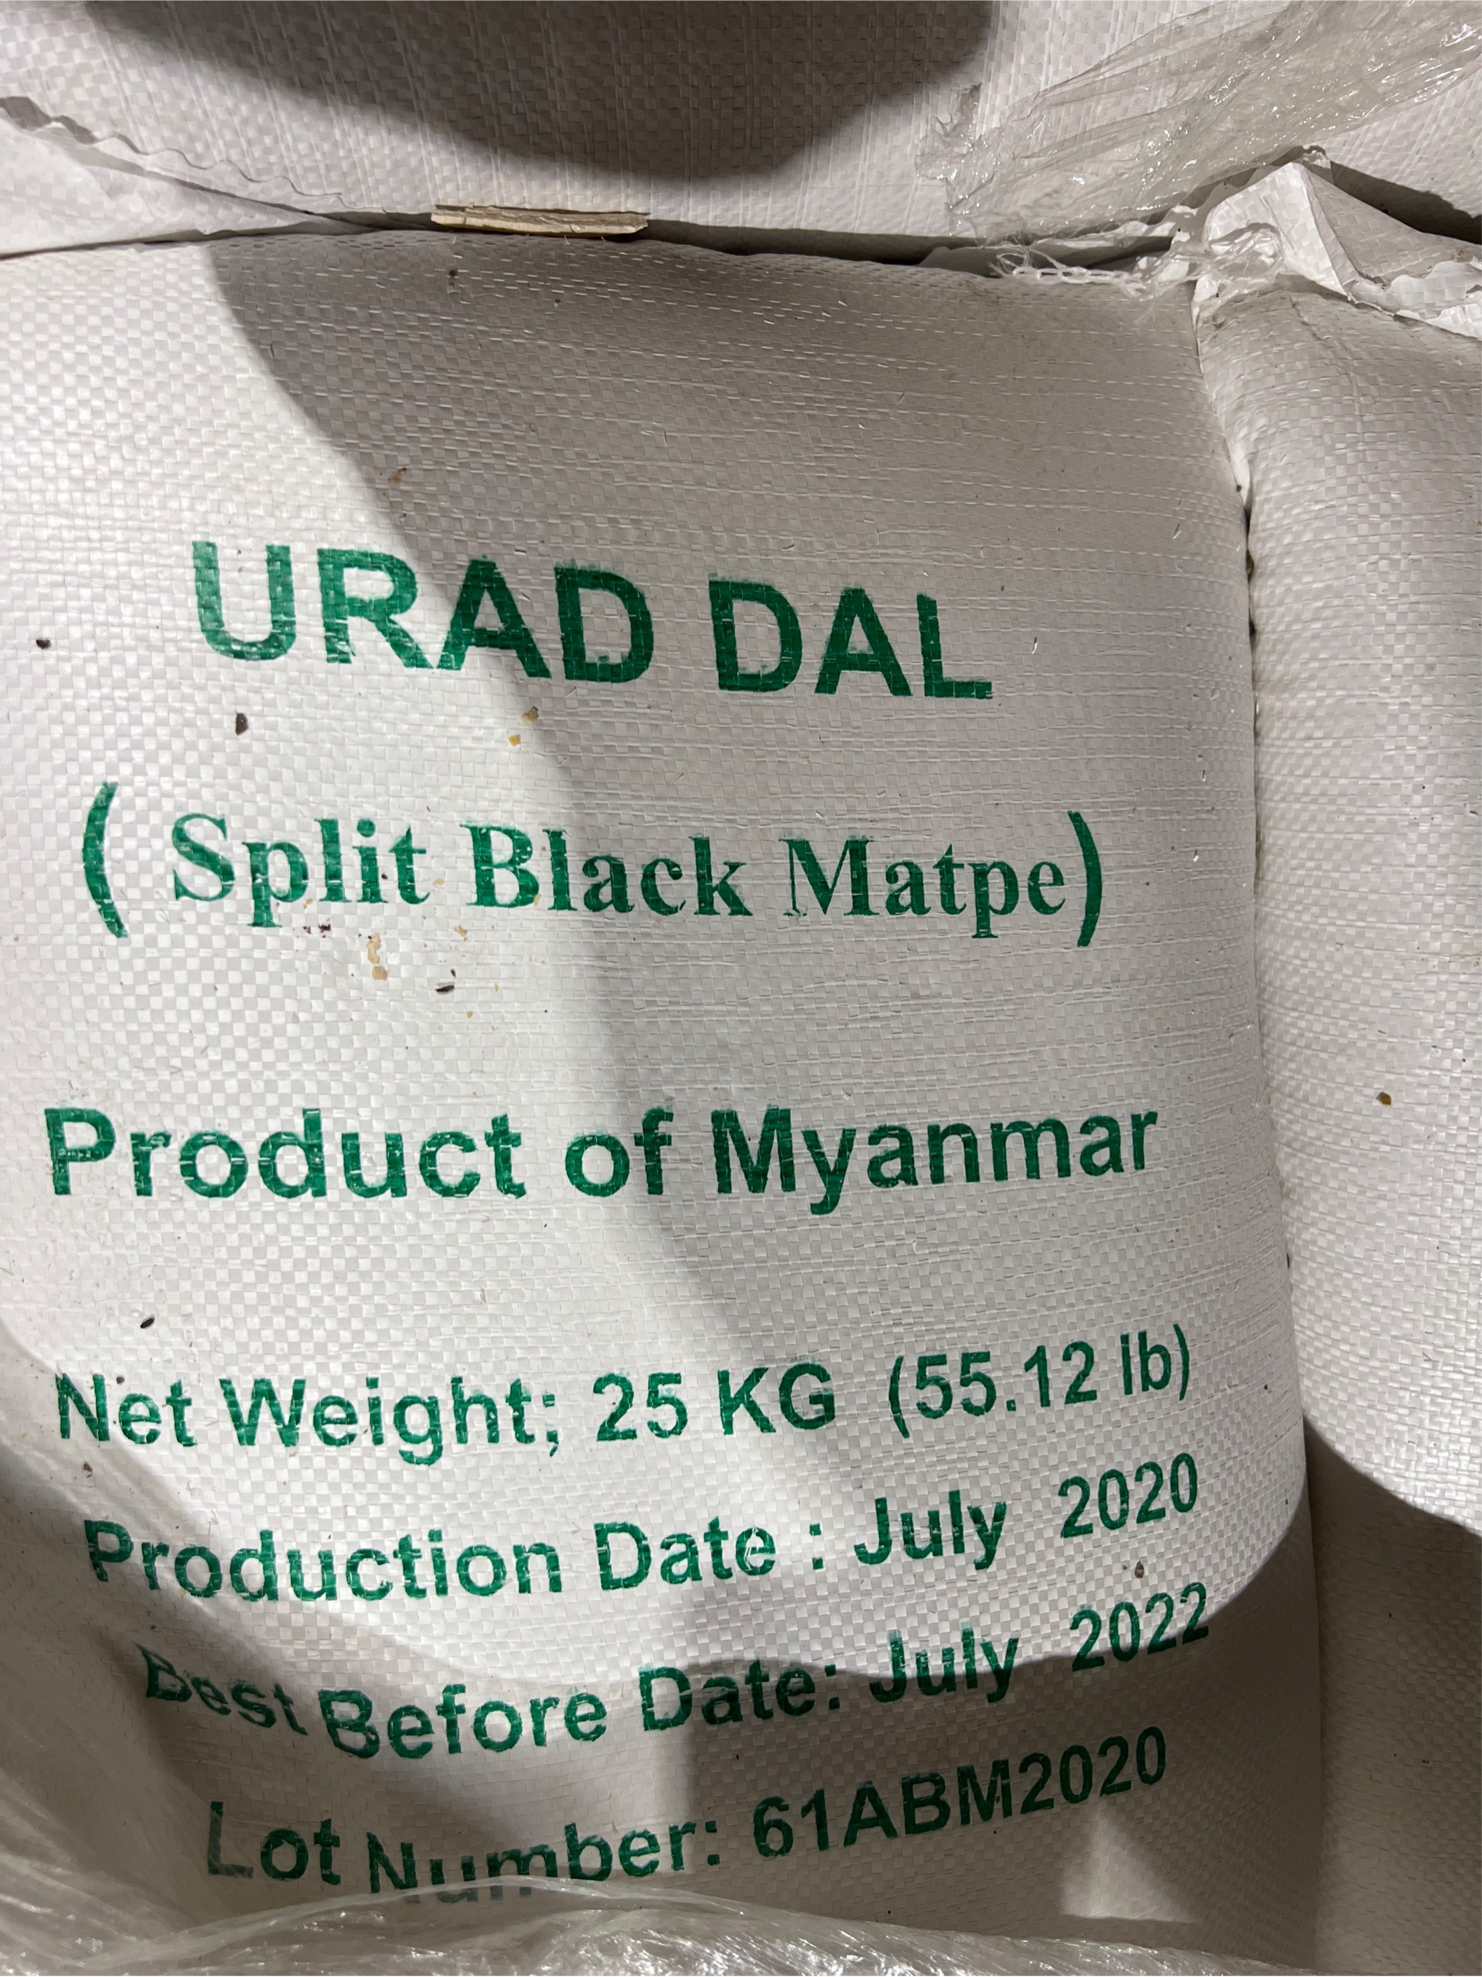 URAD DAL
( Split Black Matpe)
Product of Myanmar
Net Weight; 25 KG (55.12 lb)
Production Date : July 2020
Best Before Date: July 2022
Lot Number: 61ABM2020